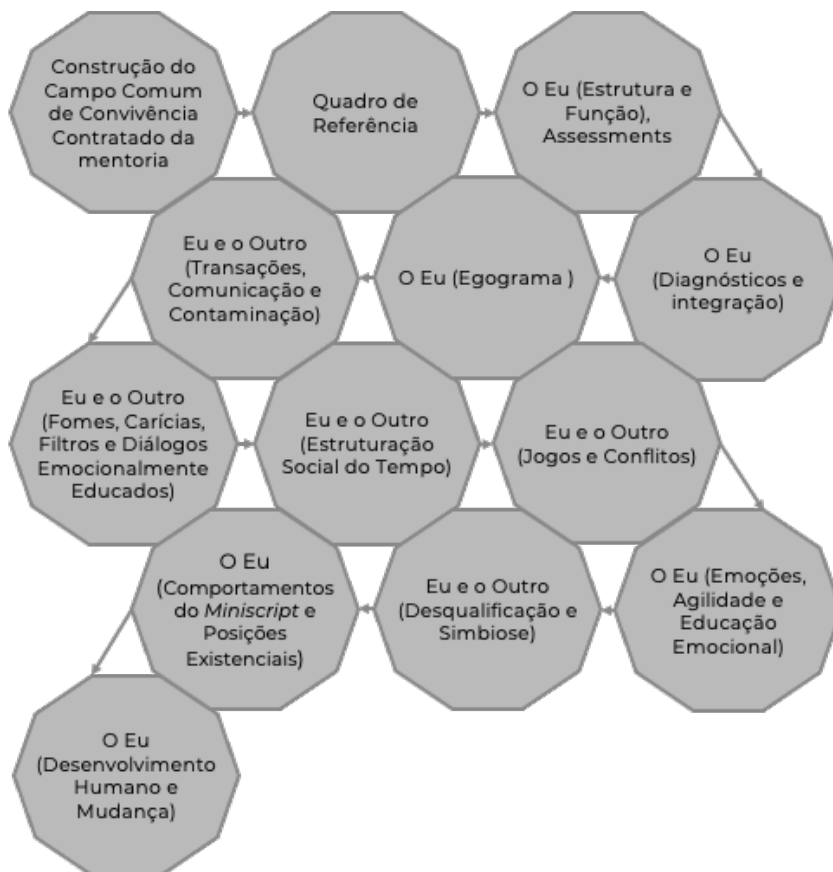 Construção do
Campo Comum
de Convivência
Contratado da
mentoria
Quadro de
Referência
O Eu (Estrutura e
Função),
Assessments
O Eu
(Diagnósticos e
integração)
O Eu (Egograma )
Eu e o Outro
(Transações,
Comunicação e
Contaminação)
Eu e o Outro
(Fomes, Carícias,
Filtros e Diálogos
Emocionalmente
Educados)
Eu e o Outro
(Estruturação
Social do Tempo)
Eu e o Outro
(Jogos e Conflitos)
O Eu (Emoções,
Agilidade e
Educação
Emocional)
Eu e o Outro
(Desqualificação e
Simbiose)
O Eu
(Comportamentos
do Miniscript e
Posições
Existenciais)
O Eu
(Desenvolvimento
Humano e
Mudança)